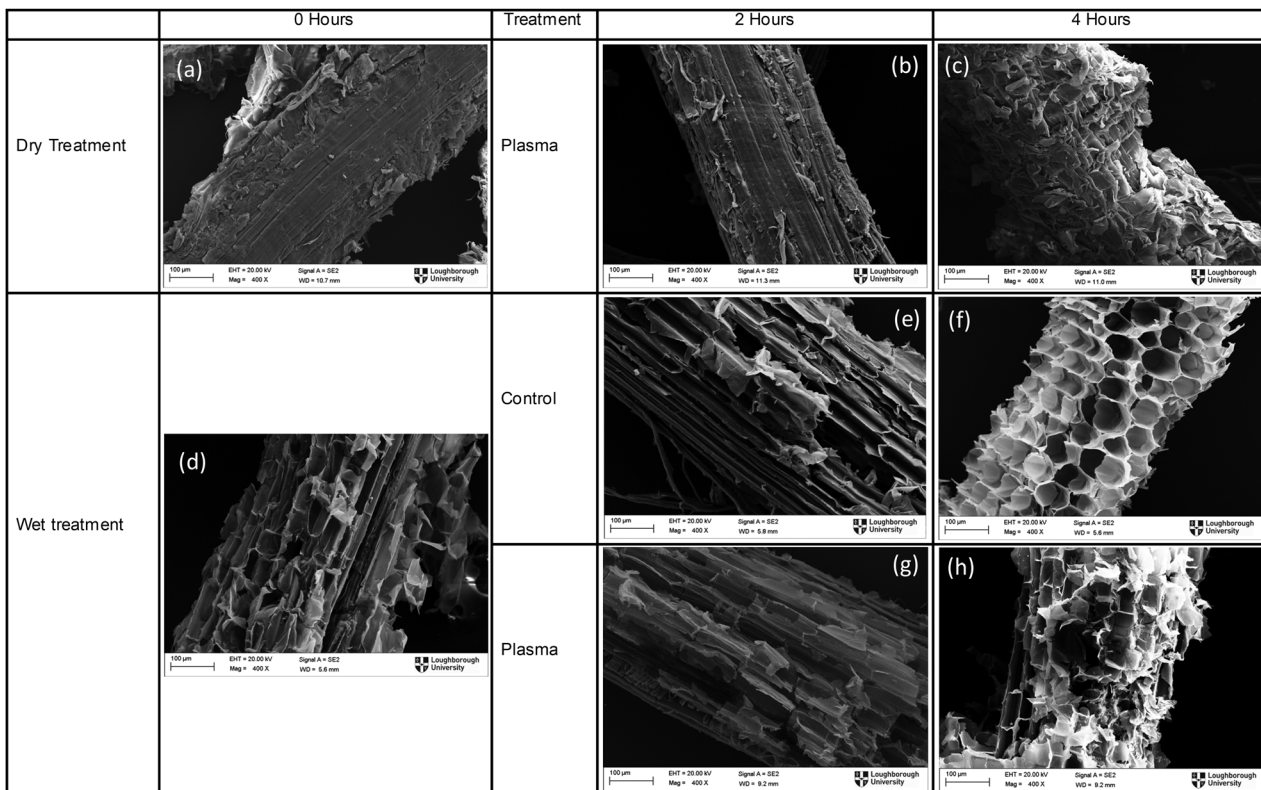 0 Hours Treatment 2 Hours 4 Hours
Dry Treatment
Plasma
(a)
100 µm EHT = 20.00 kV Signal A = SE2 Loughborough
Mag = 400 X WD = 10.7 mm University
(b)
100 µm EHT = 20.00 kV Signal A = SE2 Loughborough
Mag = 400 X WD = 11.3 mm University
(c)
100 µm EHT = 20.00 kV Signal A = SE2 Loughborough
Mag = 400 X WD = 11.0 mm University
Wet treatment
(d)
100 µm EHT = 20.00 kV Signal A = SE2 Loughborough
Mag = 400 X WD = 5.6 mm University
Control
(e)
100 µm EHT = 20.00 kV Signal A = SE2 Loughborough
Mag = 400 X WD = 5.8 mm University
(f)
100 µm EHT = 20.00 kV Signal A = SE2 Loughborough
Mag = 400 X WD = 5.6 mm University
Plasma
(g)
100 µm EHT = 20.00 kV Signal A = SE2 Loughborough
Mag = 400 X WD = 9.2 mm University
(h)
100 µm EHT = 20.00 kV Signal A = SE2 Loughborough
Mag = 400 X WD = 9.2 mm University